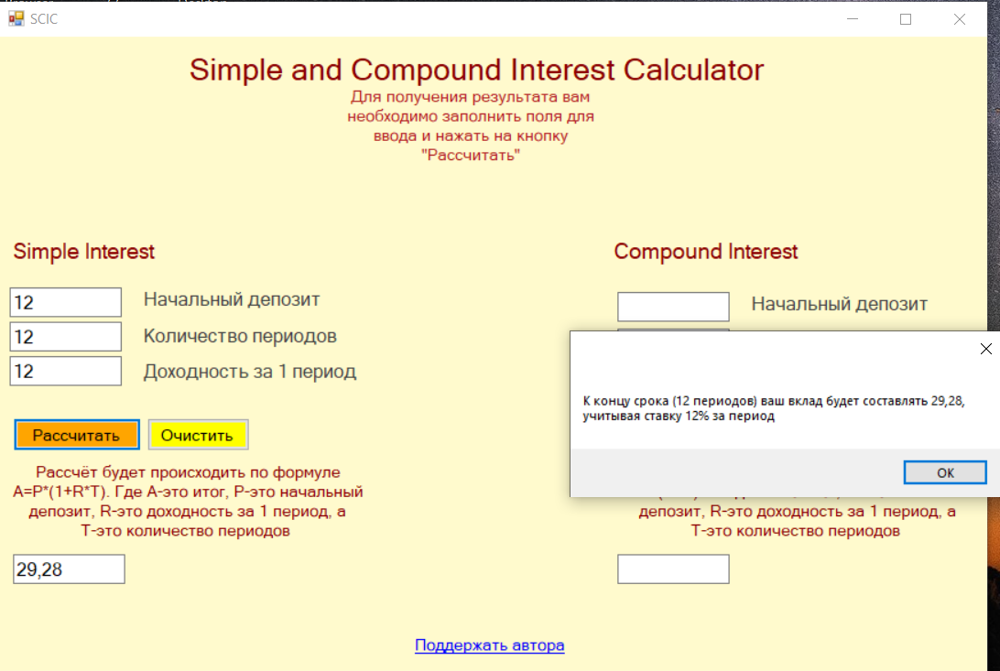 SCIC
Simple and Compound Interest Calculator
Для получения результата вам
необходимо заполнить поля для
ввода и нажать на кнопку
"Рассчитать"
Simple Interest
12
Начальный депозит
12
Количество периодов
12
Доходность за 1 период
Рассчитать
Очистить
Рассчёт будет происходить по формуле
A=P*(1+R*T). Где А-это итог, P-это начальный
депозит, R-это доходность за 1 период, а
T-это количество периодов
29,28
Compound Interest
Начальный депозит
К концу срока (12 периодов) ваш вклад будет составлять 29,28,
учитывая ставку 12% за период
ОК
депозит, R-это доходность за 1 период, а
T-это количество периодов
Поддержать автора